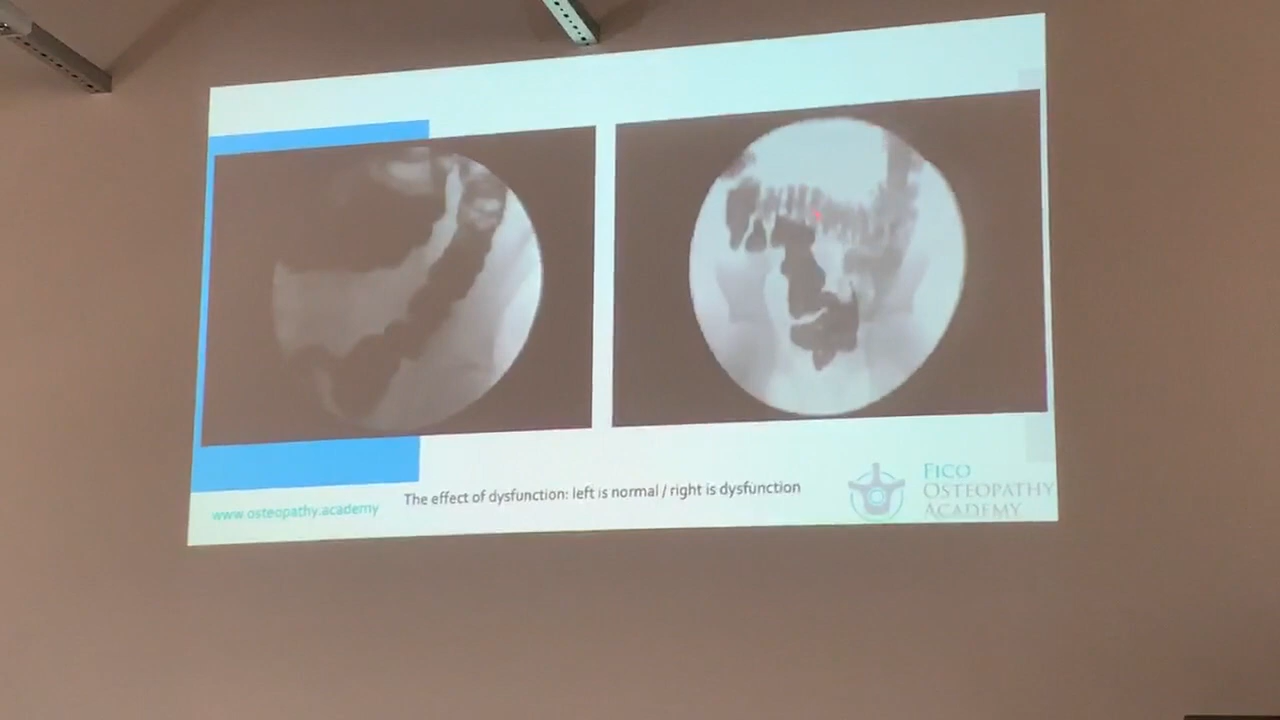 The effect of dysfunction: left is normal / right is dysfunction
www.osteopathy.academy
FICO
OSTEOPATHY
ACADEMY